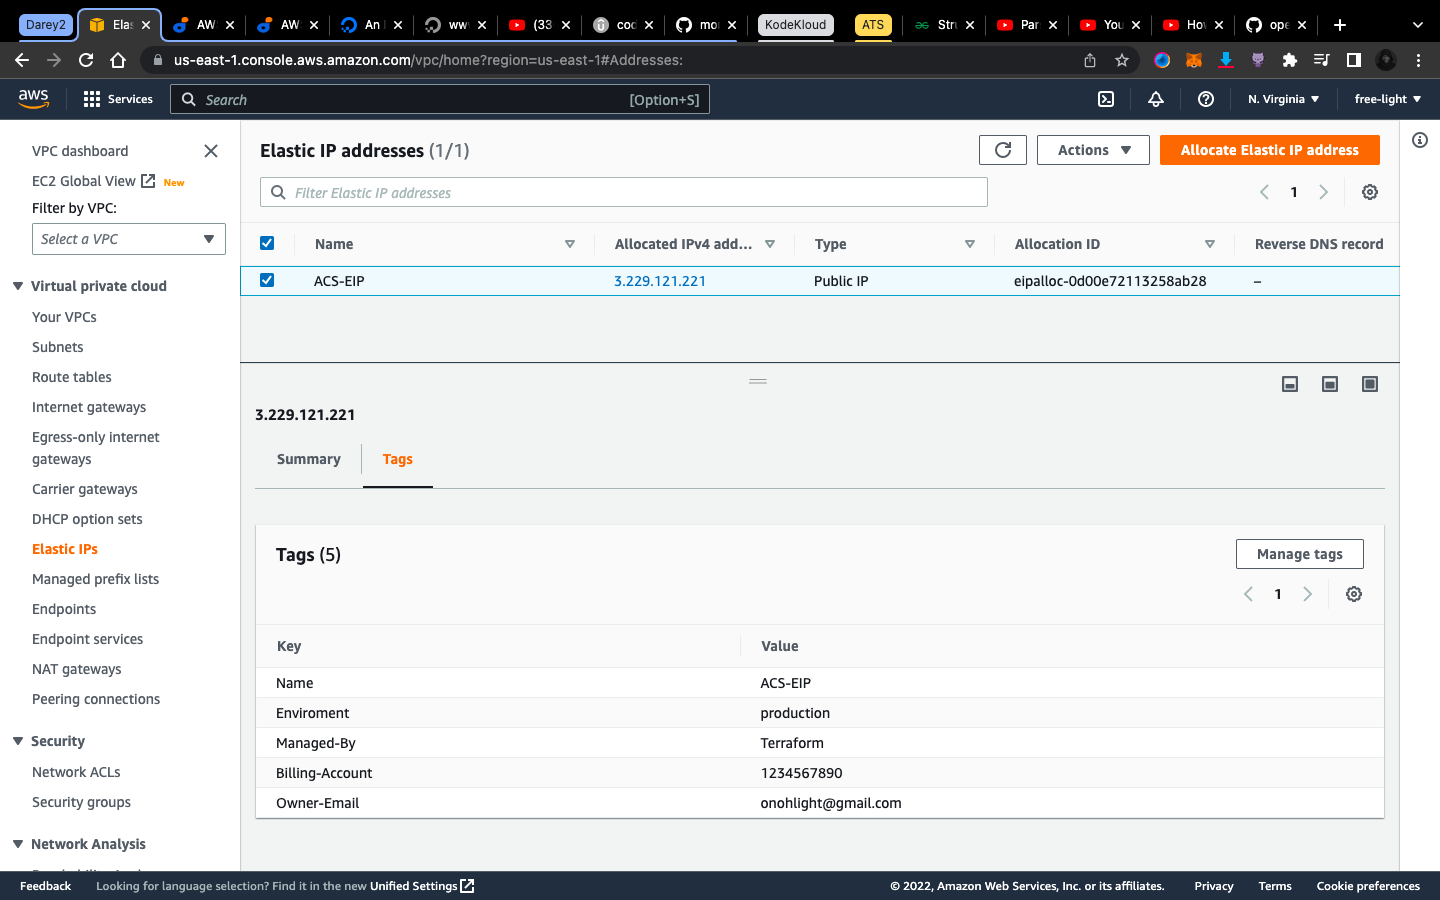 Darey2 Elas AW AW An www (33 cod mor KodeKloud ATS Str Par You Hov ope
us-east-1.console.aws.amazon.com/vpc/home?region=us-east-1#Addresses:
aws Services Search [Option+S] N. Virginia free-light
VPC dashboard
EC2 Global View New
Filter by VPC:
Select a VPC
Virtual private cloud
Your VPCs
Subnets
Route tables
Internet gateways
Egress-only internet
gateways
Carrier gateways
DHCP option sets
Elastic IPs
Managed prefix lists
Endpoints
Endpoint services
NAT gateways
Peering connections
Security
Network ACLs
Security groups
Network Analysis
Elastic IP addresses (1/1) Actions Allocate Elastic IP address
Filter Elastic IP addresses 1
Name Allocated IPv4 add... Type Allocation ID Reverse DNS record
ACS-EIP 3.229.121.221 Public IP eipalloc-0d00e72113258ab28 –
3.229.121.221
Summary Tags
Tags (5) Manage tags
1
Key Value
Name ACS-EIP
Enviroment production
Managed-By Terraform
Billing-Account 1234567890
Owner-Email onohlight@gmail.com
Feedback Looking for language selection? Find it in the new Unified Settings © 2022, Amazon Web Services, Inc. or its affiliates. Privacy Terms Cookie preferences